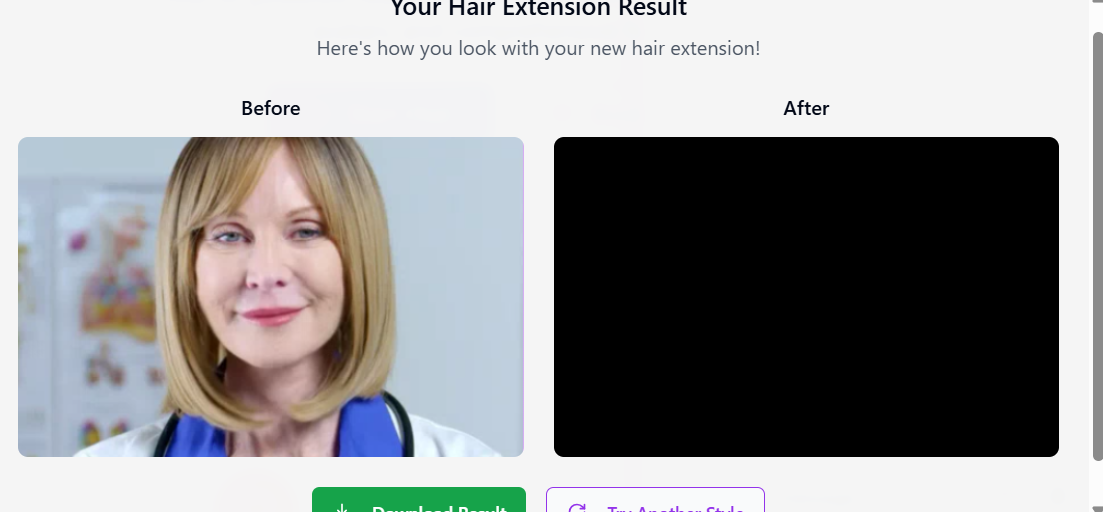 Your Hair Extension Result
Here's how you look with your new hair extension!
Before
After
Download Result
Try Another Style